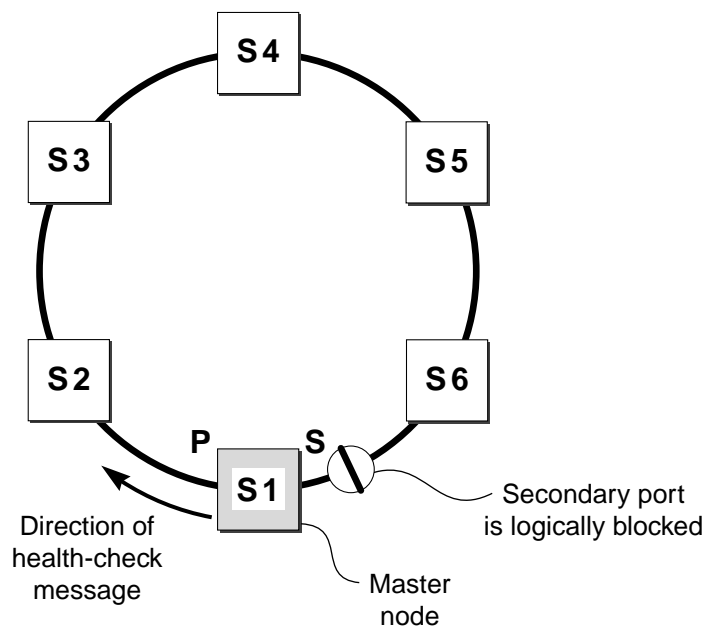 S4
S3
S5
S2
S6
P
S
S1
Direction of
health-check
message
Secondary port
is logically blocked
Master
node